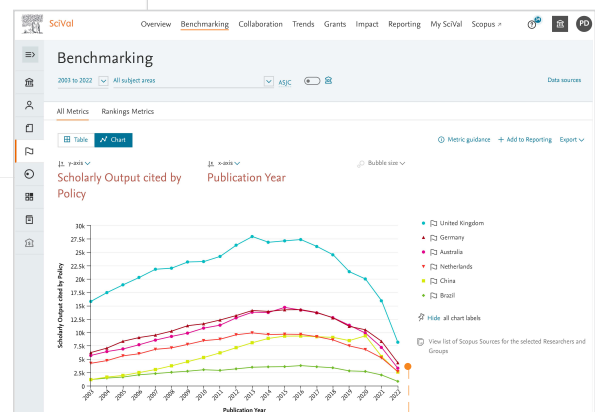 SciVal
Overview Benchmarking Collaboration Trends Grants Impact Reporting My SciVal Scopus ↗ PD
Benchmarking
2003 to 2022 All subject areas ASJC Data sources
All Metrics Rankings Metrics
Table Chart Metric guidance + Add to Reporting Export
y-axis x-axis Bubble size
Scholarly Output cited by Publication Year
Policy
30k
27.5k
25k
22.5k
20k
17.5k
15k
12.5k
10k
7.5k
5k
2.5k
0
Scholarly Output cited by Policy
2003 2004 2005 2006 2007 2008 2009 2010 2011 2012 2013 2014 2015 2016 2017 2018 2019 2020 2021 2022
Publication Year
United Kingdom
Germany
Australia
Netherlands
China
Brazil
Hide all chart labels
View list of Scopus Sources for the selected Researchers and
Groups